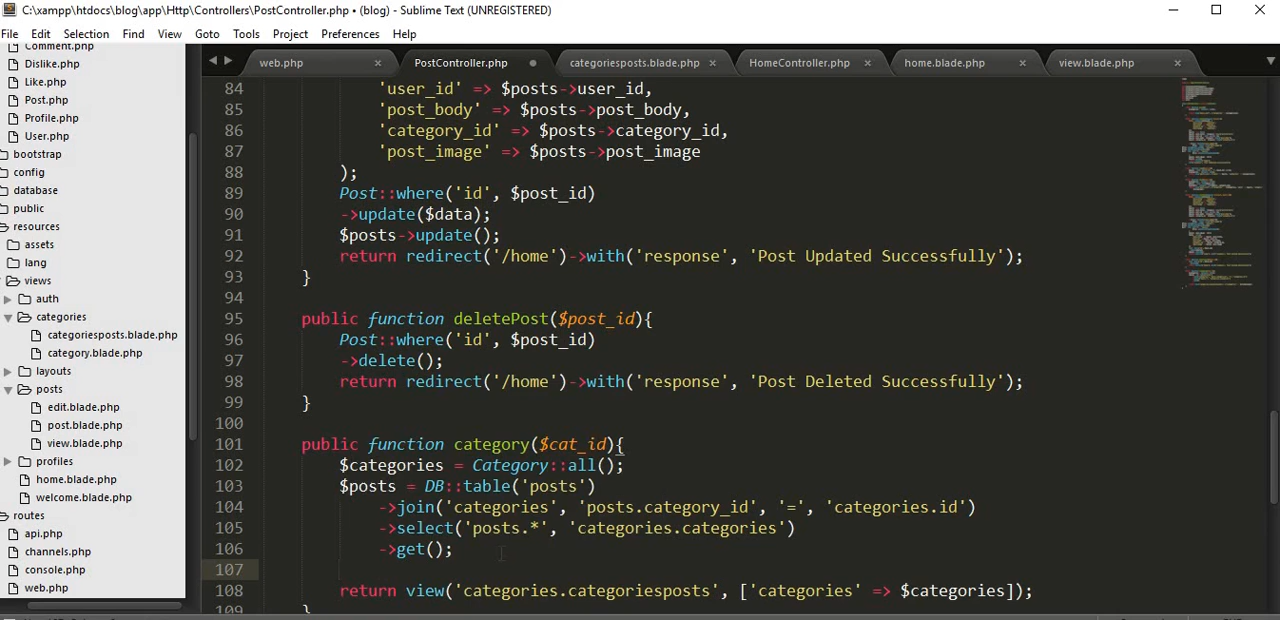 C:\xampp\htdocs\blog\app\Http\Controllers\PostController.php • (blog) - Sublime Text (UNREGISTERED)
File Edit Selection Find View Goto Tools Project Preferences Help
web.php × PostController.php categoriesposts.blade.php × HomeController.php × home.blade.php × view.blade.php ×
Comment.php
Dislike.php
Like.php
Post.php
Profile.php
User.php
bootstrap
config
database
public
resources
assets
lang
views
auth
categories
categoriesposts.blade.php
category.blade.php
layouts
posts
edit.blade.php
post.blade.php
view.blade.php
profiles
home.blade.php
welcome.blade.php
routes
api.php
channels.php
console.php
web.php
84 'user_id' => $posts->user_id,
85 'post_body' => $posts->post_body,
86 'category_id' => $posts->category_id,
87 'post_image' => $posts->post_image
88 );
89 Post::where('id', $post_id)
90 ->update($data);
91 $posts->update();
92 return redirect('/home')->with('response', 'Post Updated Successfully');
93 }
94
95 public function deletePost($post_id){
96 Post::where('id', $post_id)
97 ->delete();
98 return redirect('/home')->with('response', 'Post Deleted Successfully');
99 }
100
101 public function category($cat_id){
102 $categories = Category::all();
103 $posts = DB::table('posts')
104 ->join('categories', 'posts.category_id', '=', 'categories.id')
105 ->select('posts.*', 'categories.categories')
106 ->get();
107
108 return view('categories.categoriesposts', ['categories' => $categories]);
109 }